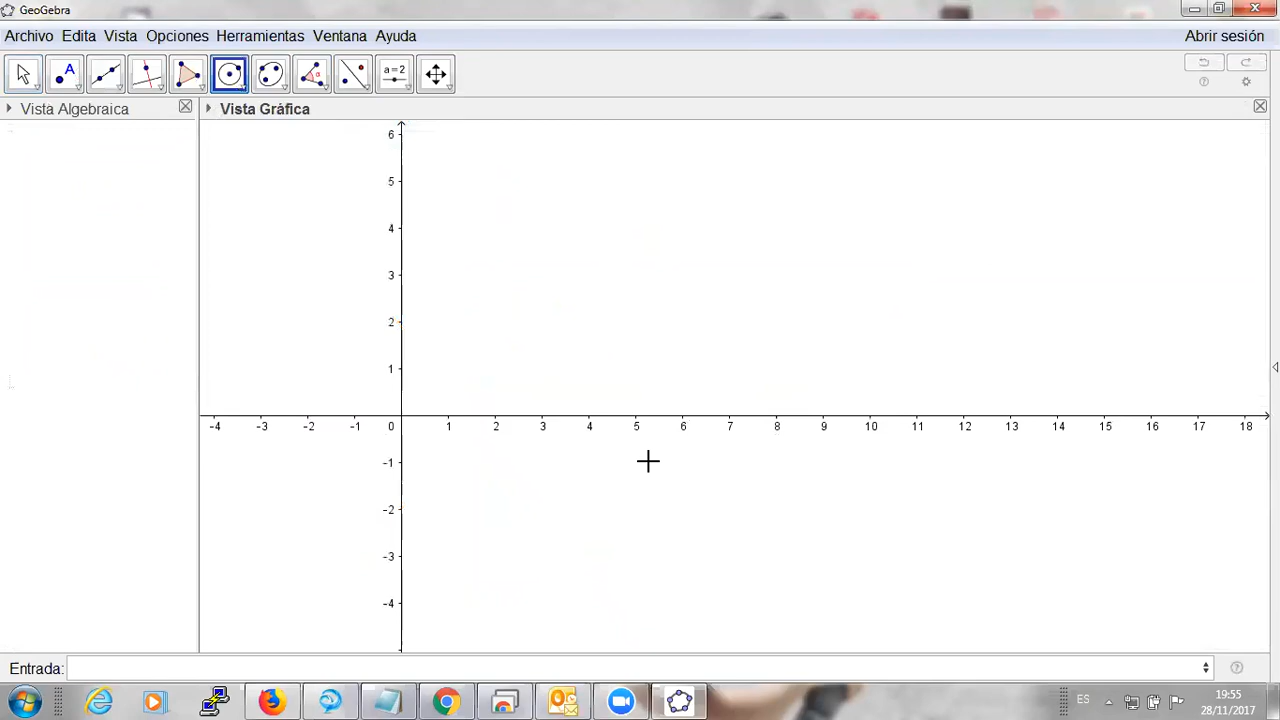 GeoGebra
Archivo Edita Vista Opciones Herramientas Ventana Ayuda Abrir sesión
A α a=2
Vista Algebraica Vista Gráfica
6
5
4
3
2
1
-4 -3 -2 -1 0 1 2 3 4 5 6 7 8 9 10 11 12 13 14 15 16 17 18
-1
-2
-3
-4
Entrada:
ES 19:55
28/11/2017